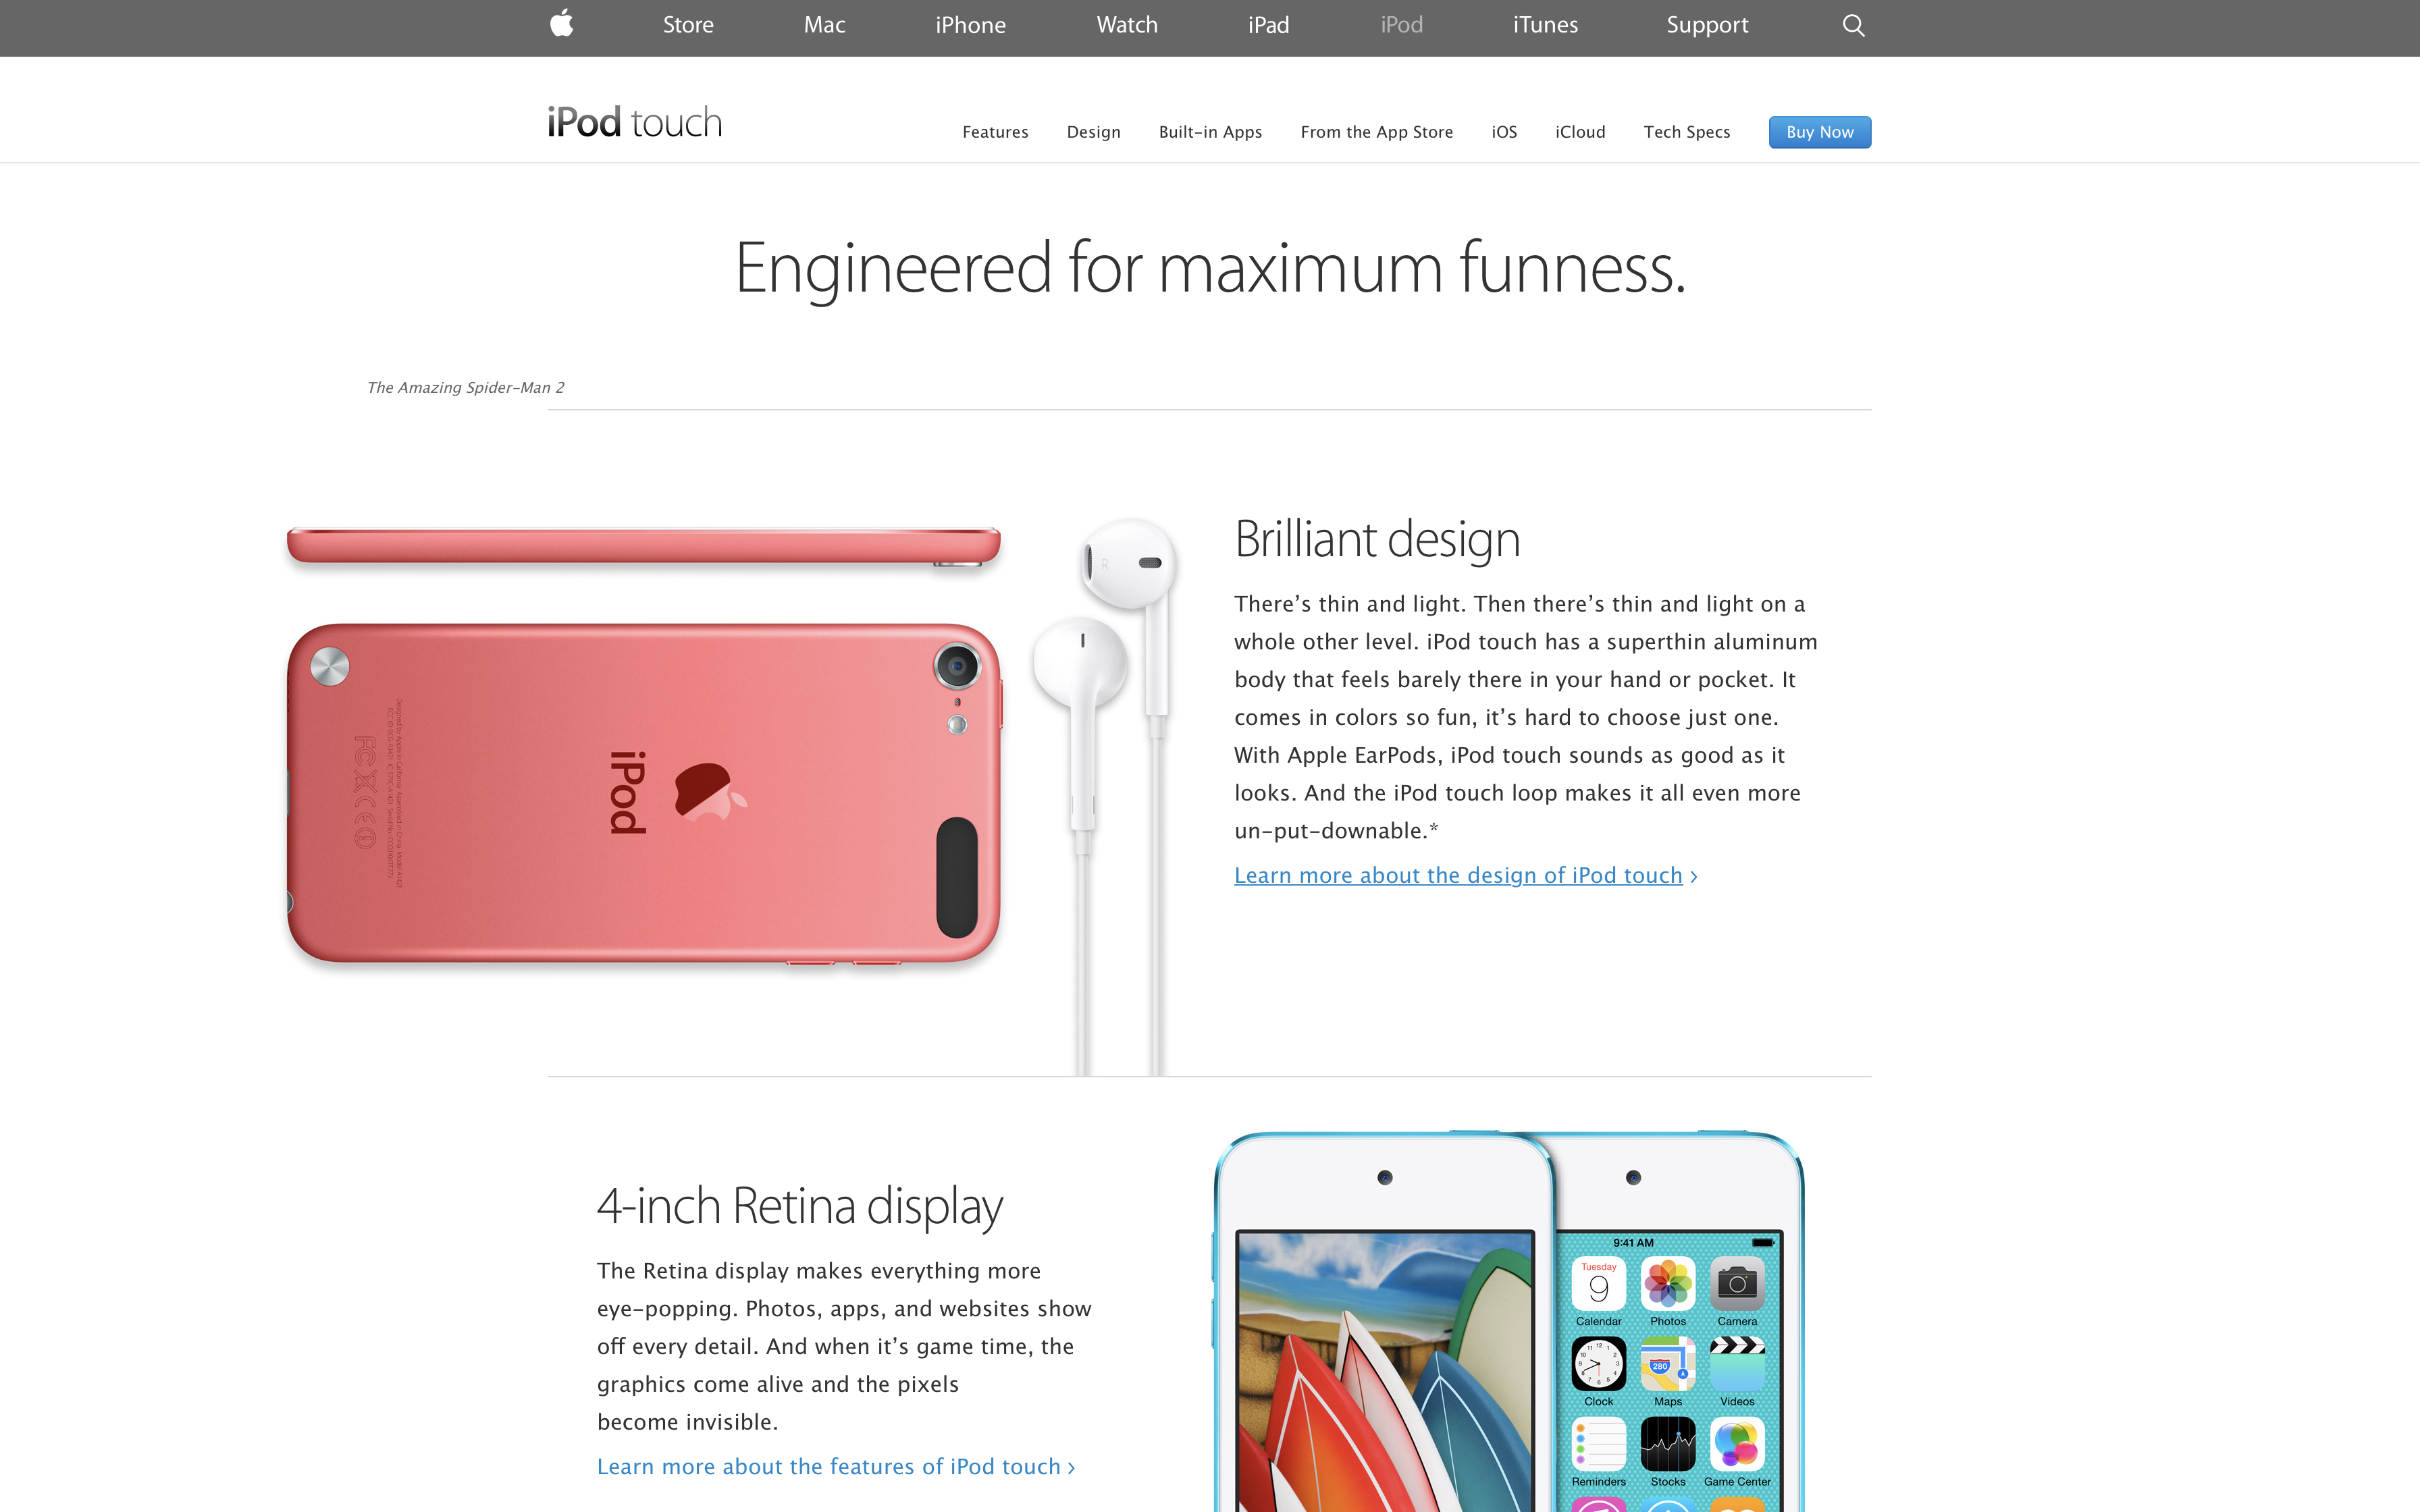 Store Mac iPhone Watch iPad iPod iTunes Support
iPod touch
Features Design Built-in Apps From the App Store iOS iCloud Tech Specs Buy Now
Engineered for maximum funness.
The Amazing Spider-Man 2
R
iPod
Brilliant design
There’s thin and light. Then there’s thin and light on a
whole other level. iPod touch has a superthin aluminum
body that feels barely there in your hand or pocket. It
comes in colors so fun, it’s hard to choose just one.
With Apple EarPods, iPod touch sounds as good as it
looks. And the iPod touch loop makes it all even more
un-put-downable.*
Learn more about the design of iPod touch ›
4-inch Retina display
The Retina display makes everything more
eye-popping. Photos, apps, and websites show
off every detail. And when it’s game time, the
graphics come alive and the pixels
become invisible.
Learn more about the features of iPod touch ›
9:41 AM
Tuesday
9
Calendar Photos Camera
280
Clock Maps Videos
Reminders Stocks Game Center